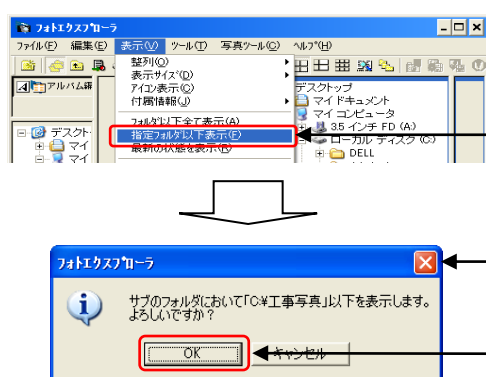 フォトエクスプローラ
ファイル(F) 編集(E) 表示(V) ツール(T) 写真ツール(O) ヘルプ(H)
整列(O)
表示サイズ(D)
アイコン表示(C)
付属情報(J)
フォルダ以下全て表示(A)
指定フォルダ以下表示(F)
最新の状態を表示(R)
アルバム編
デスクト
マイ
マイ
デスクトップ
マイ ドキュメント
マイ コンピュータ
3.5 インチ FD (A:)
ローカル ディスク (C:)
DELL
フォトエクスプローラ
サブのフォルダにおいて「C:¥工事写真」以下を表示します。
よろしいですか?
OK キャンセル